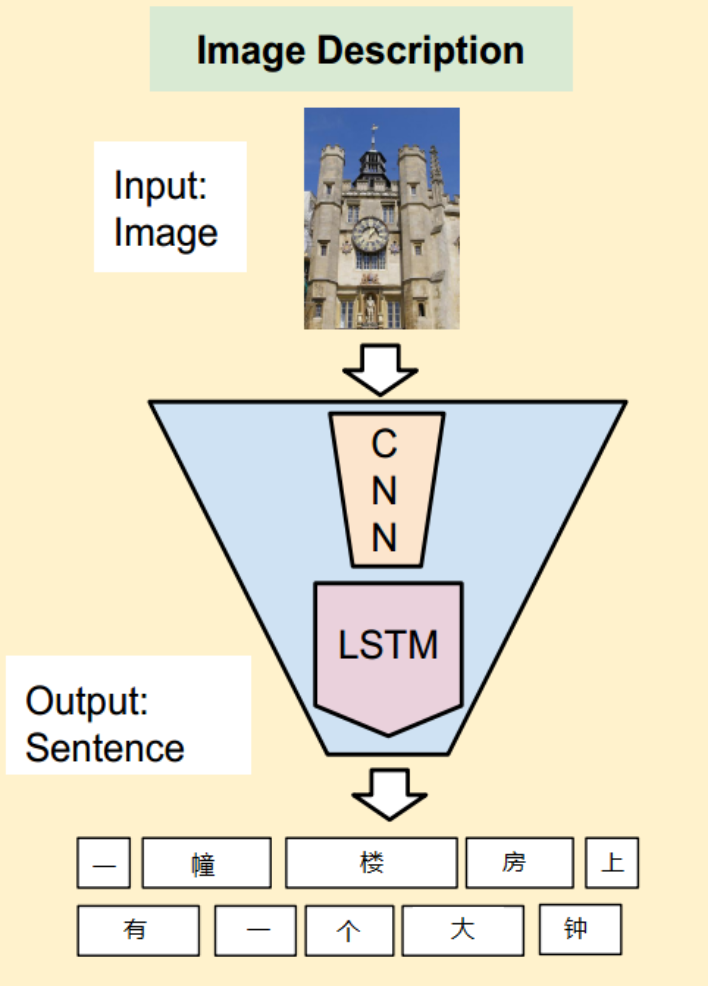 Image Description
Input:
Image
C
N
N
LSTM
Output:
Sentence
一 幢 楼 房 上
有 一 个 大 钟